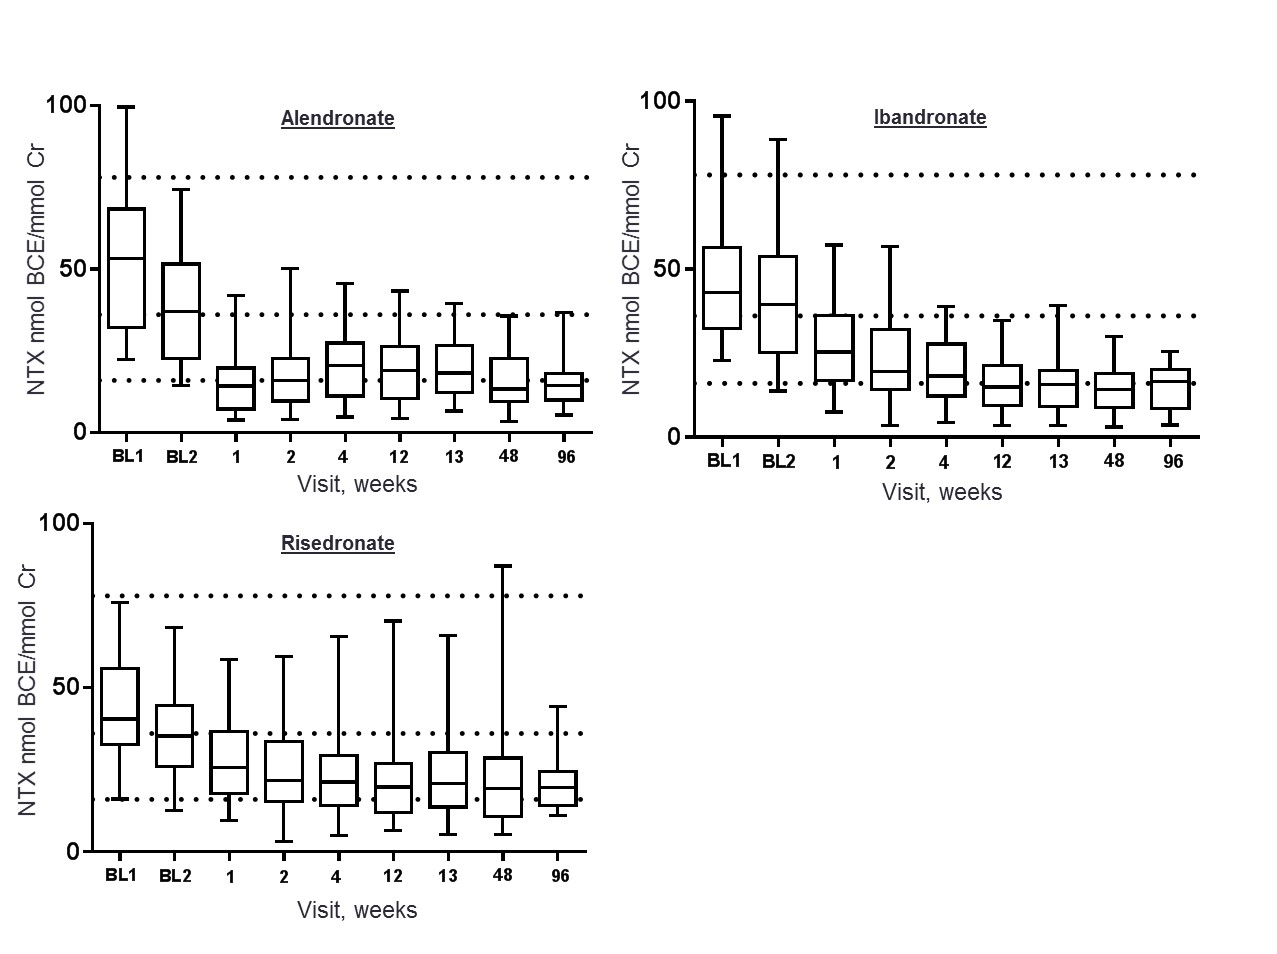 Alendronate
NTX nmol BCE/mmol Cr
100
50
0
BL1 BL2 1 2 4 12 13 48 96
Visit, weeks
Ibandronate
NTX nmol BCE/mmol Cr
100
50
0
BL1 BL2 1 2 4 12 13 48 96
Visit, weeks
Risedronate
NTX nmol BCE/mmol Cr
100
50
0
BL1 BL2 1 2 4 12 13 48 96
Visit, weeks